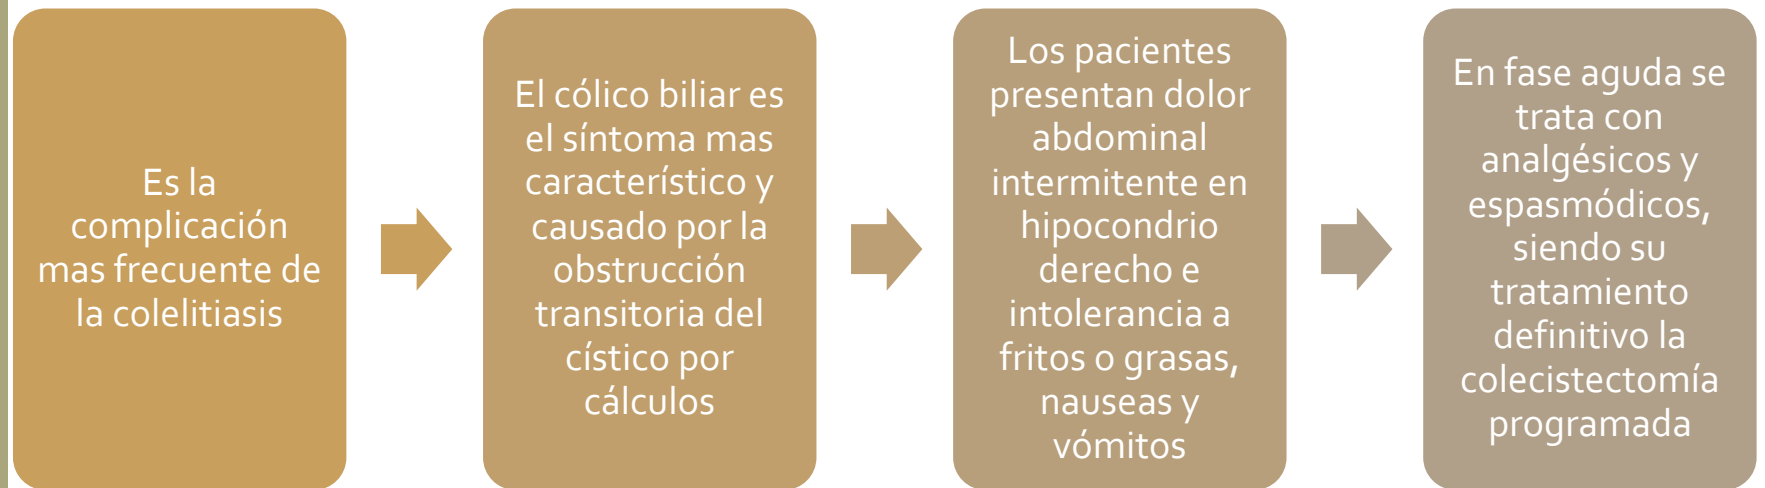 Es la
complicación
mas frecuente de
la colelitiasis
El cólico biliar es
el síntoma mas
característico y
causado por la
obstrucción
transitoria del
cístico por
cálculos
Los pacientes
presentan dolor
abdominal
intermitente en
hipocondrio
derecho e
intolerancia a
fritos o grasas,
nauseas y
vómitos
En fase aguda se
trata con
analgésicos y
espasmódicos,
siendo su
tratamiento
definitivo la
colecistectomía
programada